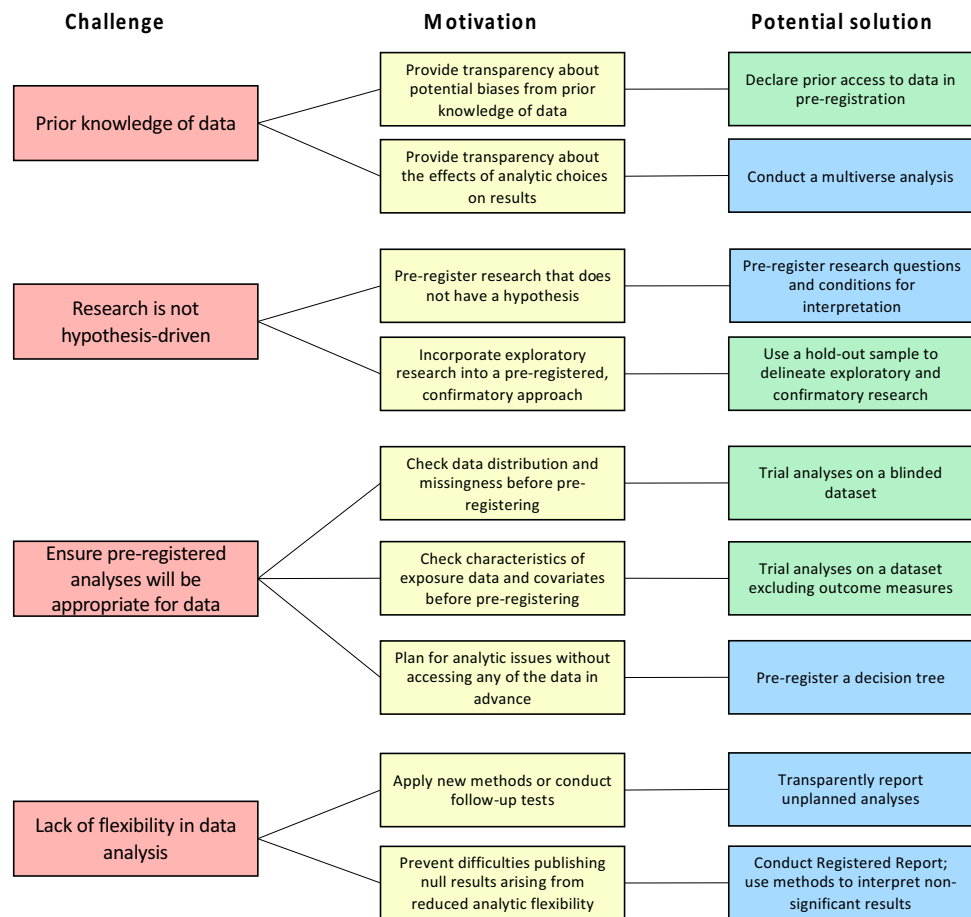 Challenge
Motivation
Potential solution
Prior knowledge of data
Provide transparency about
potential biases from prior
knowledge of data
Declare prior access to data in
pre-registration
Provide transparency about
the effects of analytic choices
on results
Conduct a multiverse analysis
Research is not
hypothesis-driven
Pre-register research that does
not have a hypothesis
Pre-register research questions
and conditions for
interpretation
Incorporate exploratory
research into a pre-registered,
confirmatory approach
Use a hold-out sample to
delineate exploratory and
confirmatory research
Ensure pre-registered
analyses will be
appropriate for data
Check data distribution and
missingness before pre-
registering
Trial analyses on a blinded
dataset
Check characteristics of
exposure data and covariates
before pre-registering
Trial analyses on a dataset
excluding outcome measures
Plan for analytic issues without
accessing any of the data in
advance
Pre-register a decision tree
Lack of flexibility in data
analysis
Apply new methods or conduct
follow-up tests
Transparently report
unplanned analyses
Prevent difficulties publishing
null results arising from
reduced analytic flexibility
Conduct Registered Report;
use methods to interpret non-
significant results